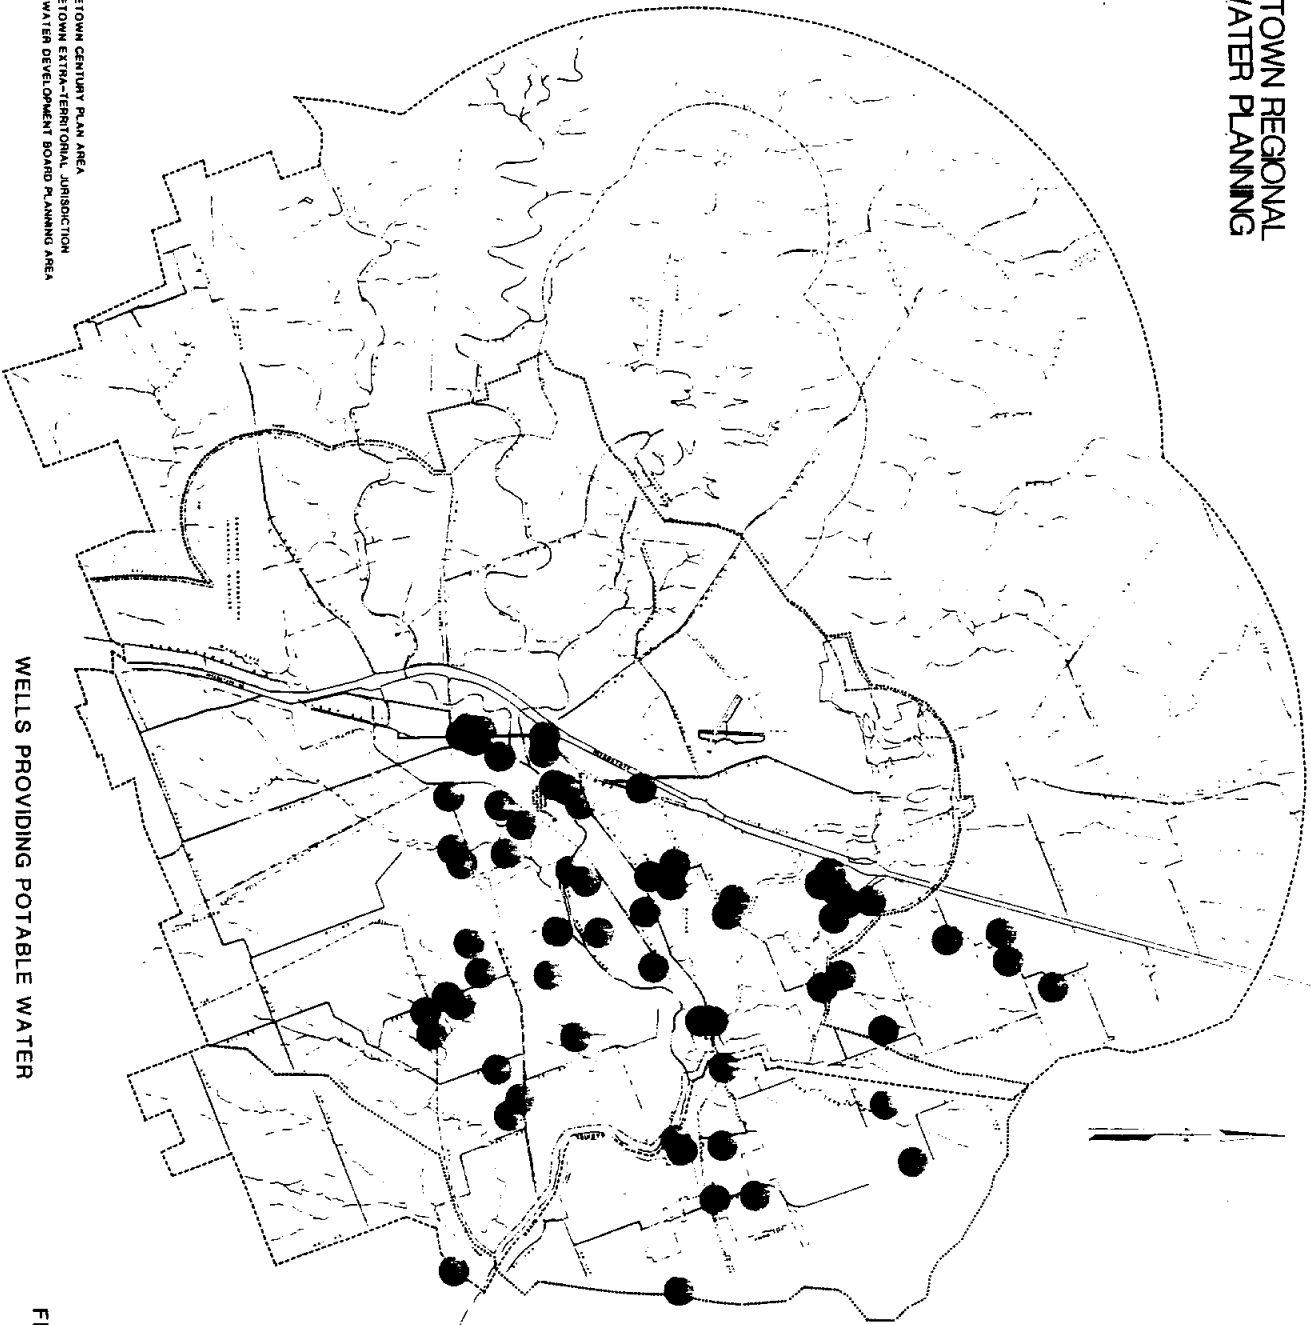 TOWN REGIONAL
WATER PLANNING
ETOWN CENTURY PLAN AREA
ETOWN EXTRA-TERRITORIAL JURISDICTION
WATER DEVELOPMENT BOARD PLANNING AREA
WELLS PROVIDING POTABLE WATER
FI